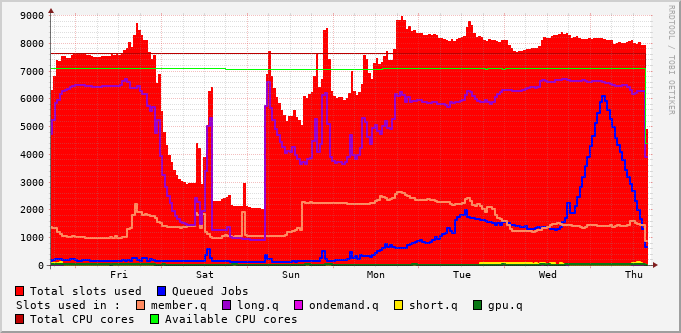 RRDTOOL / TOBI OETIKER
9000
8000
7000
6000
5000
4000
3000
2000
1000
0
Fri Sat Sun Mon Tue Wed Thu
Total slots used Queued Jobs
Slots used in : member.q long.q ondemand.q short.q gpu.q
Total CPU cores Available CPU cores